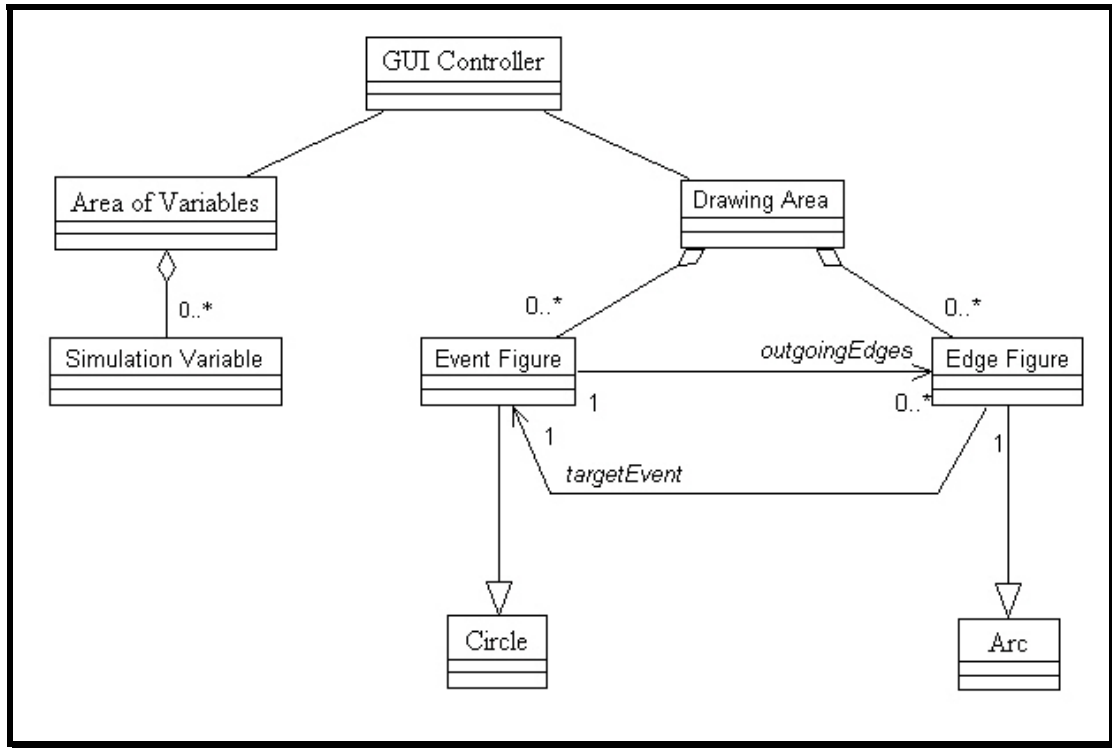 GUI Controller
Area of Variables
Drawing Area
0..*
0..*
0..*
Simulation Variable
Event Figure
outgoingEdges
Edge Figure
1
0..*
1
1
targetEvent
Circle
Arc